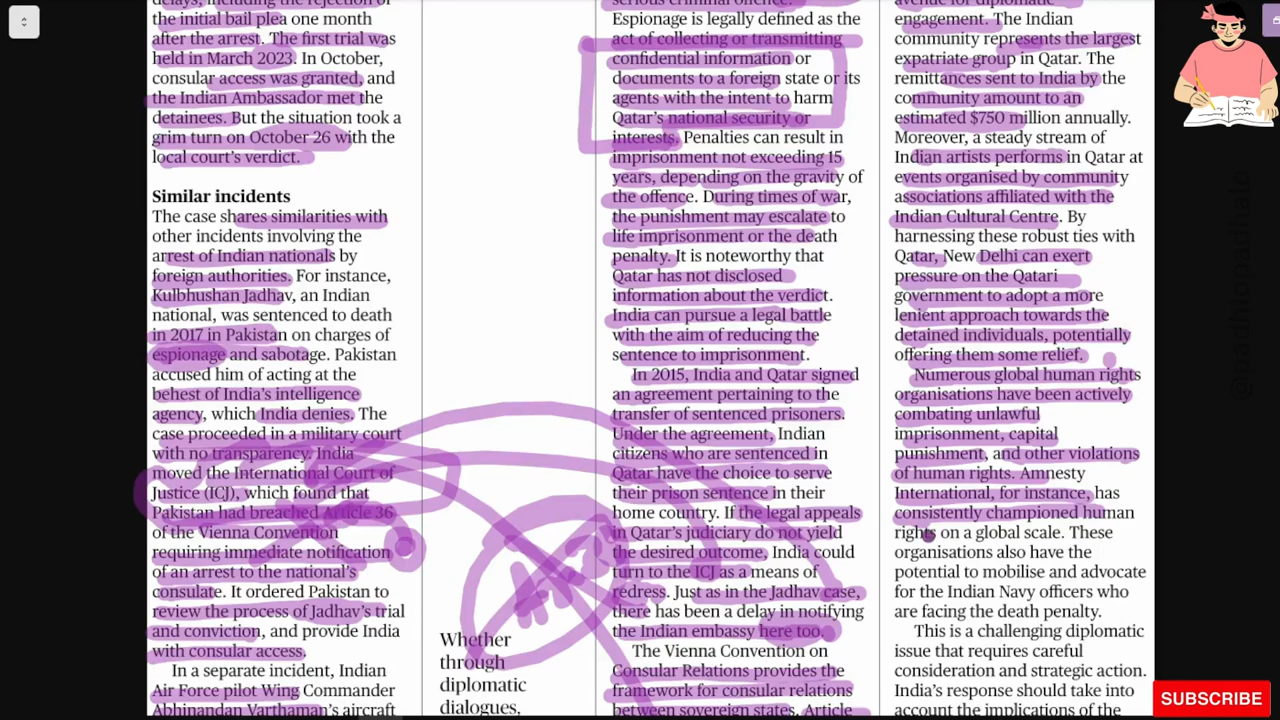 delays, including the rejection of
the initial bail plea one month
after the arrest. The first trial was
held in March 2023. In October,
consular access was granted, and
the Indian Ambassador met the
detainees. But the situation took a
grim turn on October 26 with the
local court's verdict.
Similar incidents
The case shares similarities with
other incidents involving the
arrest of Indian nationals by
foreign authorities. For instance,
Kulbhushan Jadhav, an Indian
national, was sentenced to death
in 2017 in Pakistan on charges of
espionage and sabotage. Pakistan
accused him of acting at the
behest of India's intelligence
agency, which India denies. The
case proceeded in a military court
with no transparency. India
moved the International Court of
Justice (ICJ), which found that
Pakistan had breached Article 36
of the Vienna Convention
requiring immediate notification
of an arrest to the national's
consulate. It ordered Pakistan to
review the process of Jadhav's trial
and conviction, and provide India
with consular access.
In a separate incident, Indian
Air Force pilot Wing Commander
Abhinandan Varthaman's aircraft
Whether
through
diplomatic
dialogues,
serious criminal offence.
Espionage is legally defined as the
act of collecting or transmitting
confidential information or
documents to a foreign state or its
agents with the intent to harm
Qatar's national security or
interests. Penalties can result in
imprisonment not exceeding 15
years, depending on the gravity of
the offence. During times of war,
the punishment may escalate to
life imprisonment or the death
penalty. It is noteworthy that
Qatar has not disclosed
information about the verdict.
India can pursue a legal battle
with the aim of reducing the
sentence to imprisonment.
In 2015, India and Qatar signed
an agreement pertaining to the
transfer of sentenced prisoners.
Under the agreement, Indian
citizens who are sentenced in
Qatar have the choice to serve
their prison sentence in their
home country. If the legal appeals
in Qatar's judiciary do not yield
the desired outcome, India could
turn to the ICJ as a means of
redress. Just as in the Jadhav case,
there has been a delay in notifying
the Indian embassy here too.
The Vienna Convention on
Consular Relations provides the
framework for consular relations
between sovereign states. Article
avenue for diplomatic
engagement. The Indian
community represents the largest
expatriate group in Qatar. The
remittances sent to India by the
community amount to an
estimated $750 million annually.
Moreover, a steady stream of
Indian artists performs in Qatar at
events organised by community
associations affiliated with the
Indian Cultural Centre. By
harnessing these robust ties with
Qatar, New Delhi can exert
pressure on the Qatari
government to adopt a more
lenient approach towards the
detained individuals, potentially
offering them some relief.
Numerous global human rights
organisations have been actively
combating unlawful
imprisonment, capital
punishment, and other violations
of human rights. Amnesty
International, for instance, has
consistently championed human
rights on a global scale. These
organisations also have the
potential to mobilise and advocate
for the Indian Navy officers who
are facing the death penalty.
This is a challenging diplomatic
issue that requires careful
consideration and strategic action.
India's response should take into
account the implications of the
@padhlopadhalo
SUBSCRIBE